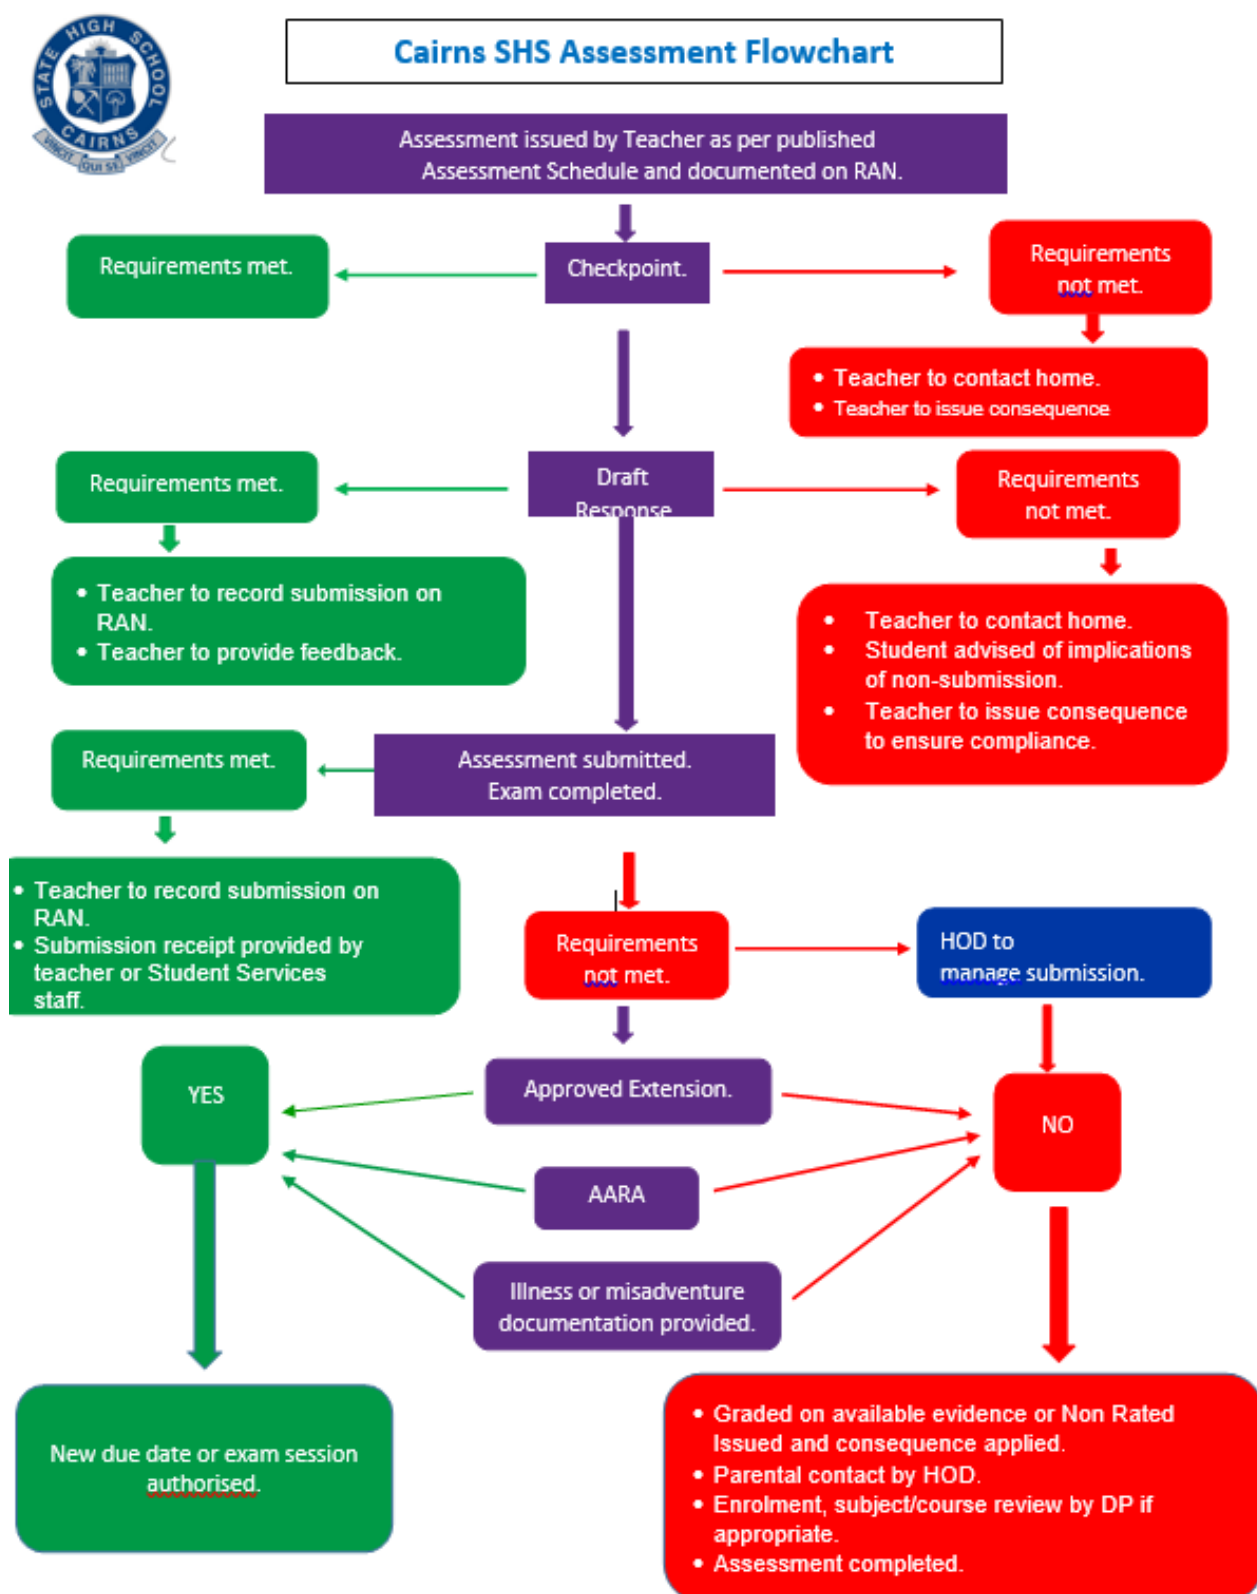 STATE HIGH SCHOOL
CAIRNS
VINCIT QUI SE VINCIT
Cairns SHS Assessment Flowchart
Assessment issued by Teacher as per published
Assessment Schedule and documented on RAN.
Requirements met.
Checkpoint.
Requirements
not met.
• Teacher to contact home.
• Teacher to issue consequence
Requirements met.
Draft
Response
Requirements
not met.
• Teacher to record submission on
RAN.
• Teacher to provide feedback.
• Teacher to contact home.
• Student advised of implications
of non-submission.
• Teacher to issue consequence
to ensure compliance.
Requirements met.
Assessment submitted.
Exam completed.
• Teacher to record submission on
RAN.
• Submission receipt provided by
teacher or Student Services
staff.
Requirements
not met.
HOD to
manage submission.
YES
Approved Extension.
NO
AARA
Illness or misadventure
documentation provided.
New due date or exam session
authorised.
• Graded on available evidence or Non Rated
Issued and consequence applied.
• Parental contact by HOD.
• Enrolment, subject/course review by DP if
appropriate.
• Assessment completed.